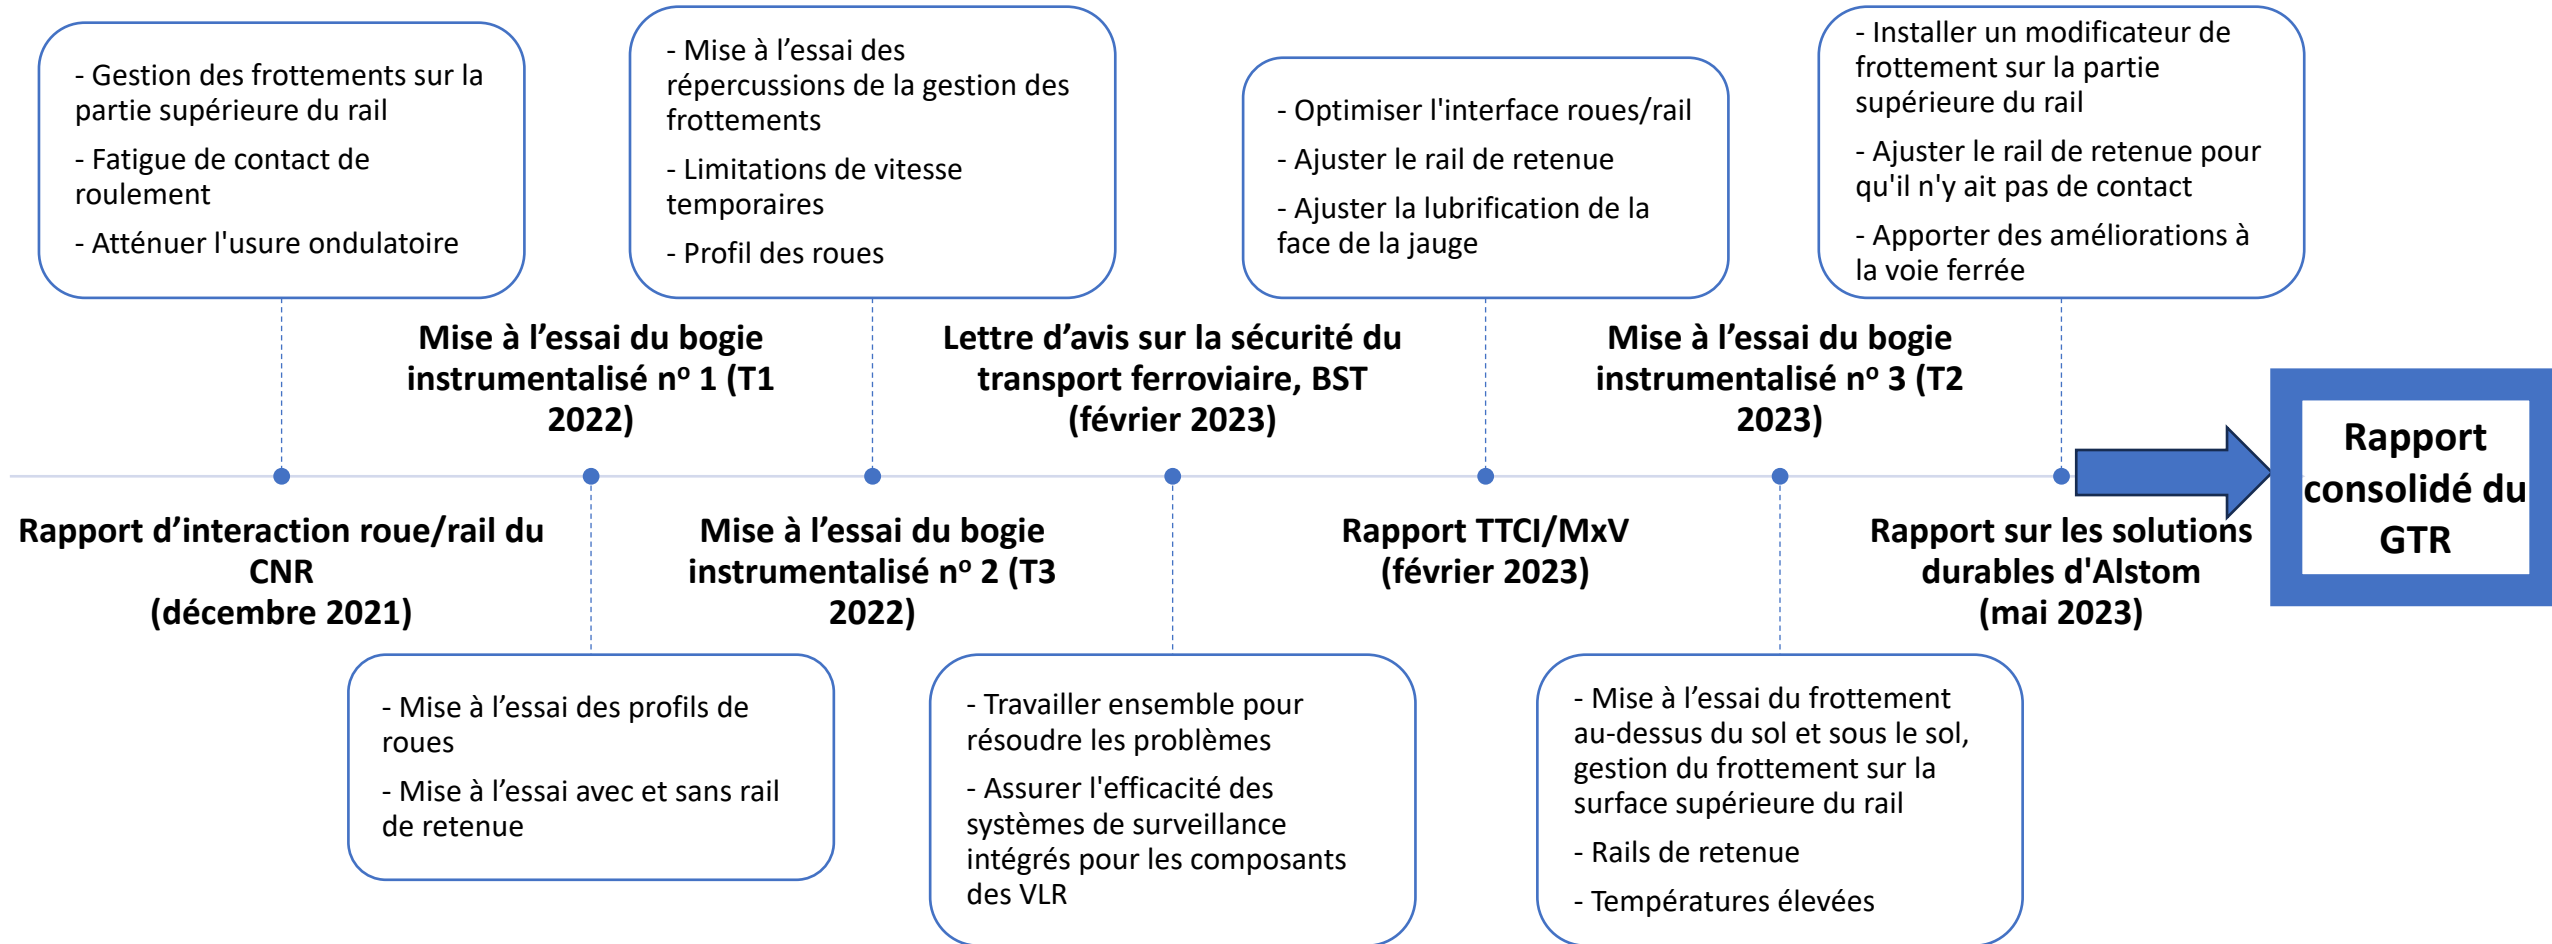 - Gestion des frottements sur la
partie supérieure du rail
- Fatigue de contact de
roulement
- Atténuer l'usure ondulatoire
Rapport d’interaction roue/rail du
CNR
(décembre 2021)
Mise à l’essai du bogie
instrumentalisé nº 1 (T1
2022)
- Mise à l’essai des profils de
roues
- Mise à l’essai avec et sans rail
de retenue
- Mise à l’essai des
répercussions de la gestion des
frottements
- Limitations de vitesse
temporaires
- Profil des roues
Mise à l’essai du bogie
instrumentalisé nº 2 (T3
2022)
Lettre d’avis sur la sécurité du
transport ferroviaire, BST
(février 2023)
- Travailler ensemble pour
résoudre les problèmes
- Assurer l'efficacité des
systèmes de surveillance
intégrés pour les composants
des VLR
- Optimiser l'interface roues/rail
- Ajuster le rail de retenue
- Ajuster la lubrification de la
face de la jauge
Rapport TTCI/MxV
(février 2023)
Mise à l’essai du bogie
instrumentalisé nº 3 (T2
2023)
- Mise à l’essai du frottement
au-dessus du sol et sous le sol,
gestion du frottement sur la
surface supérieure du rail
- Rails de retenue
- Températures élevées
- Installer un modificateur de
frottement sur la partie
supérieure du rail
- Ajuster le rail de retenue pour
qu'il n'y ait pas de contact
- Apporter des améliorations à
la voie ferrée
Rapport sur les solutions
durables d'Alstom
(mai 2023)
Rapport
consolidé du
GTR